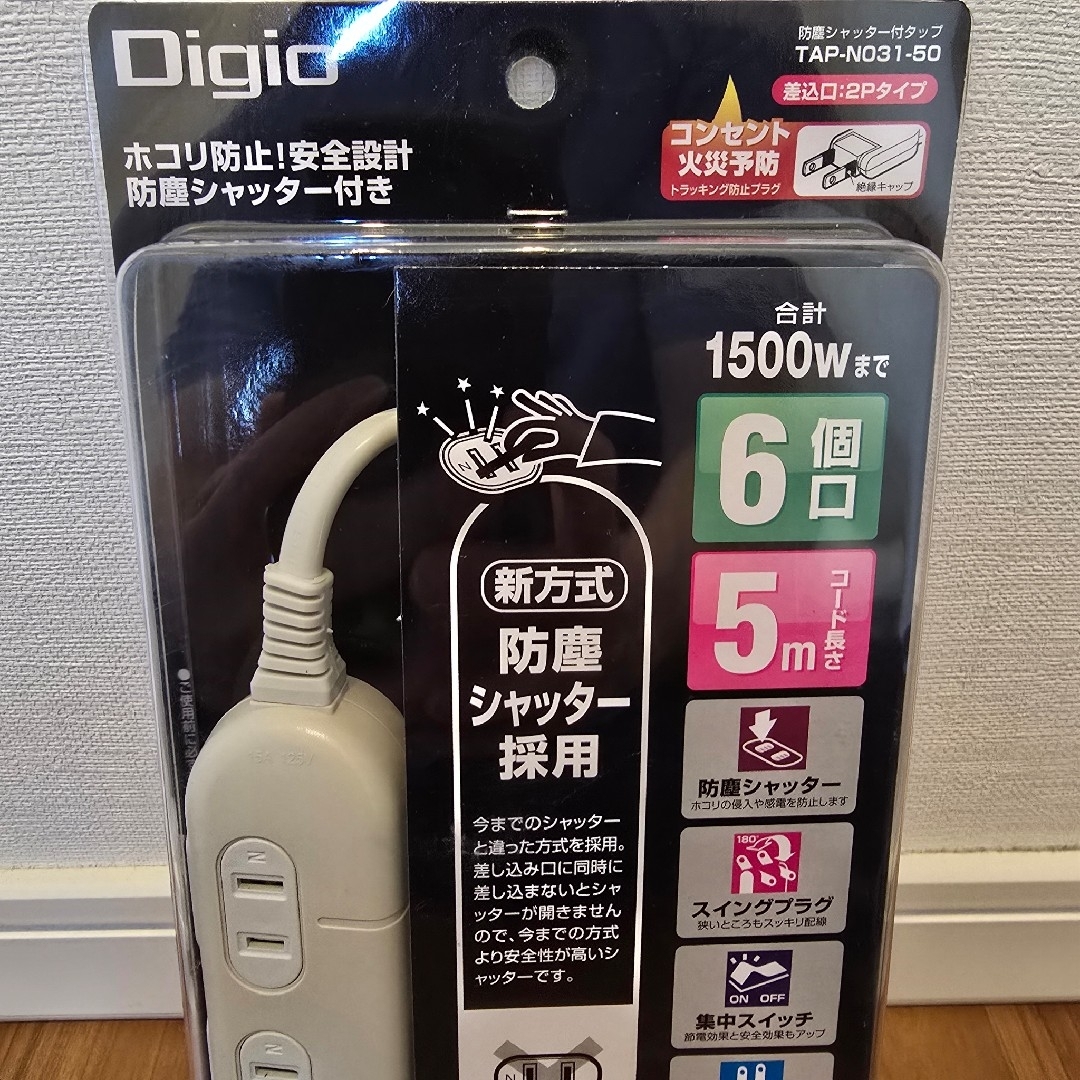 Digio
ホコリ防止!安全設計
防塵シャッター付き
防塵シャッター付タップ
TAP-N031-50
差込口:2Pタイプ
コンセント
火災予防
トラッキング防止プラグ
絶縁キャップ
合計
1500wまで
6個口
5m
コード長さ
新方式
防塵
シャッター
採用
今までのシャッター
と違った方式を採用。
差し込み口に同時に
差し込まないとシャ
ッターが開きません
ので、今までの方式
より安全性が高いシ
ャッターです。
防塵シャッター
ホコリの侵入や感電を防止します
180°
スイングプラグ
狭いところもスッキリ配線
ON OFF
集中スイッチ
節電効果と安全効果もアップ
15A 125V
N
N
N
N